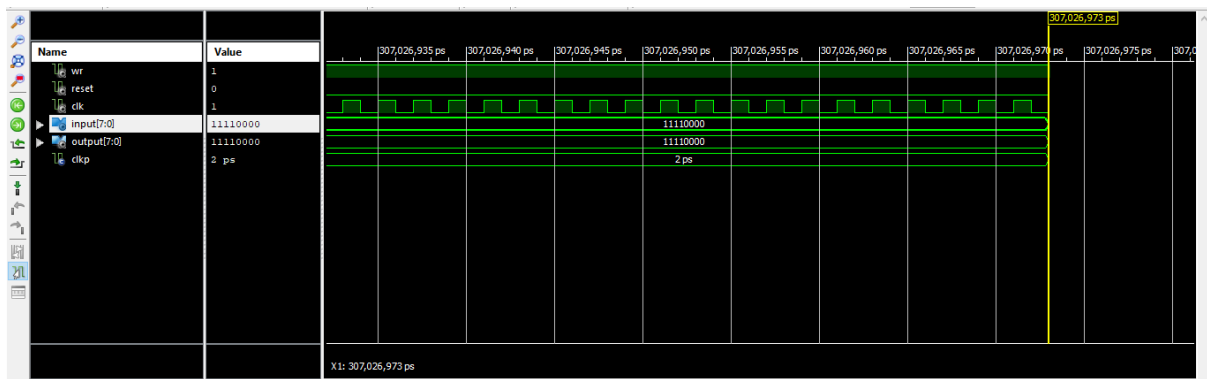 307,026,973 ps
Name Value
307,026,935 ps 307,026,940 ps 307,026,945 ps 307,026,950 ps 307,026,955 ps 307,026,960 ps 307,026,965 ps 307,026,970 ps 307,026,975 ps 307,0
wr 1
reset 0
clk 1
input[7:0] 11110000 11110000
output[7:0] 11110000 11110000
clkp 2 ps 2 ps
X1: 307,026,973 ps